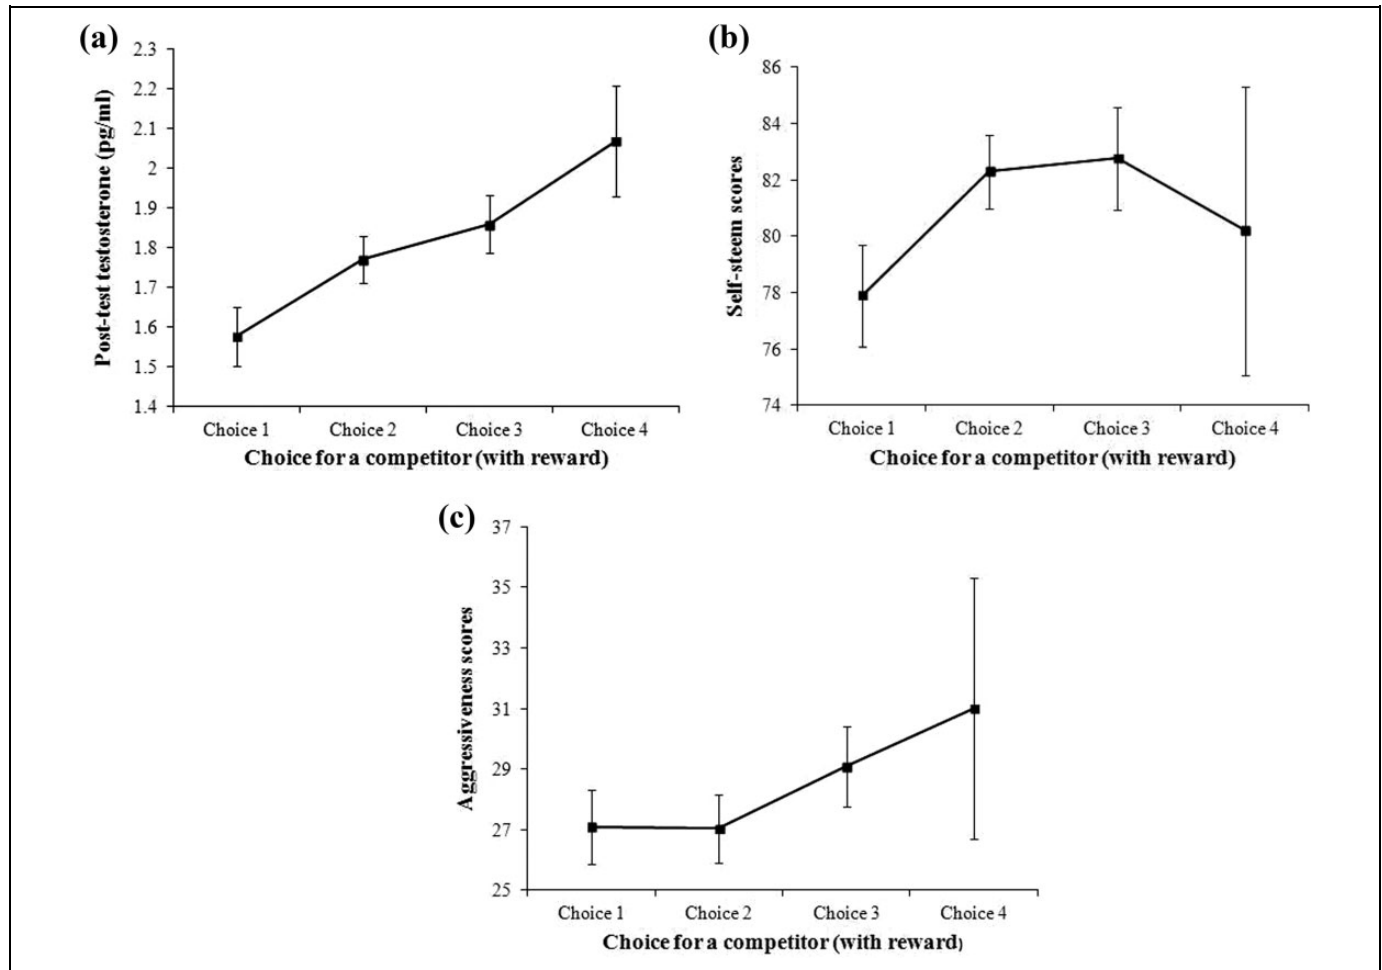 (a)
Post-test testosterone (pg/ml)
2.3
2.2
2.1
2
1.9
1.8
1.7
1.6
1.5
1.4
Choice 1 Choice 2 Choice 3 Choice 4
Choice for a competitor (with reward)
(b)
Self-steem scores
86
84
82
80
78
76
74
Choice 1 Choice 2 Choice 3 Choice 4
Choice for a competitor (with reward)
(c)
Aggressiveness scores
37
35
33
31
29
27
25
Choice 1 Choice 2 Choice 3 Choice 4
Choice for a competitor (with reward)